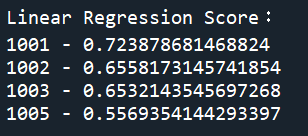 Linear Regression Score：
1001 - 0.723878681468824
1002 - 0.6558173145741854
1003 - 0.6532143545697268
1005 - 0.5569354144293397